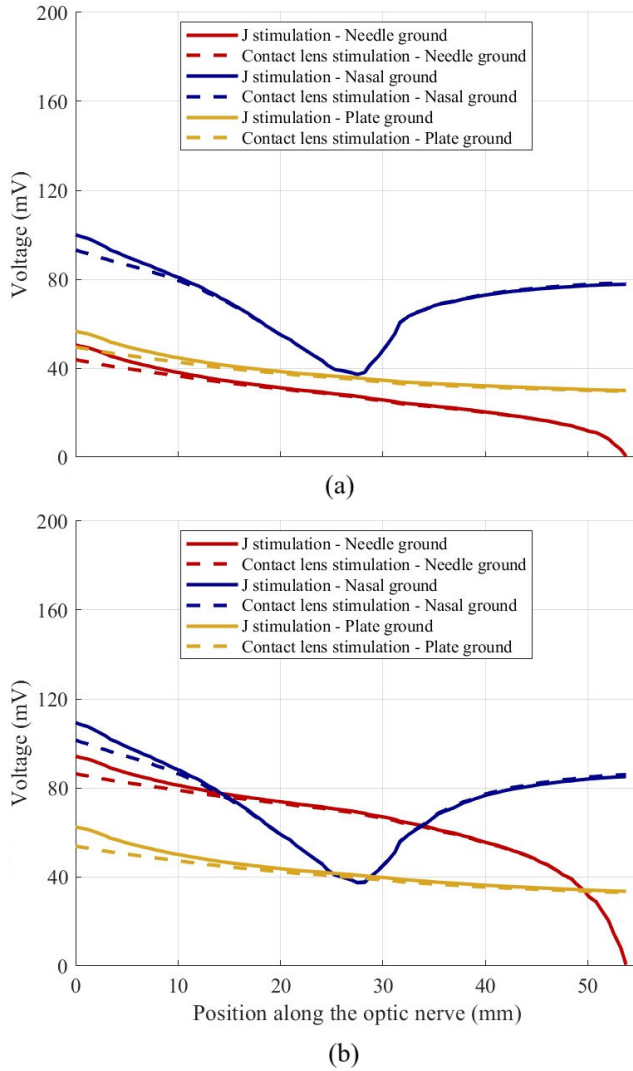 200
160
120
80
40
0
Voltage (mV)
J stimulation - Needle ground
Contact lens stimulation - Needle ground
J stimulation - Nasal ground
Contact lens stimulation - Nasal ground
J stimulation - Plate ground
Contact lens stimulation - Plate ground
(a)
200
160
120
80
40
0
Voltage (mV)
J stimulation - Needle ground
Contact lens stimulation - Needle ground
J stimulation - Nasal ground
Contact lens stimulation - Nasal ground
J stimulation - Plate ground
Contact lens stimulation - Plate ground
0 10 20 30 40 50
Position along the optic nerve (mm)
(b)